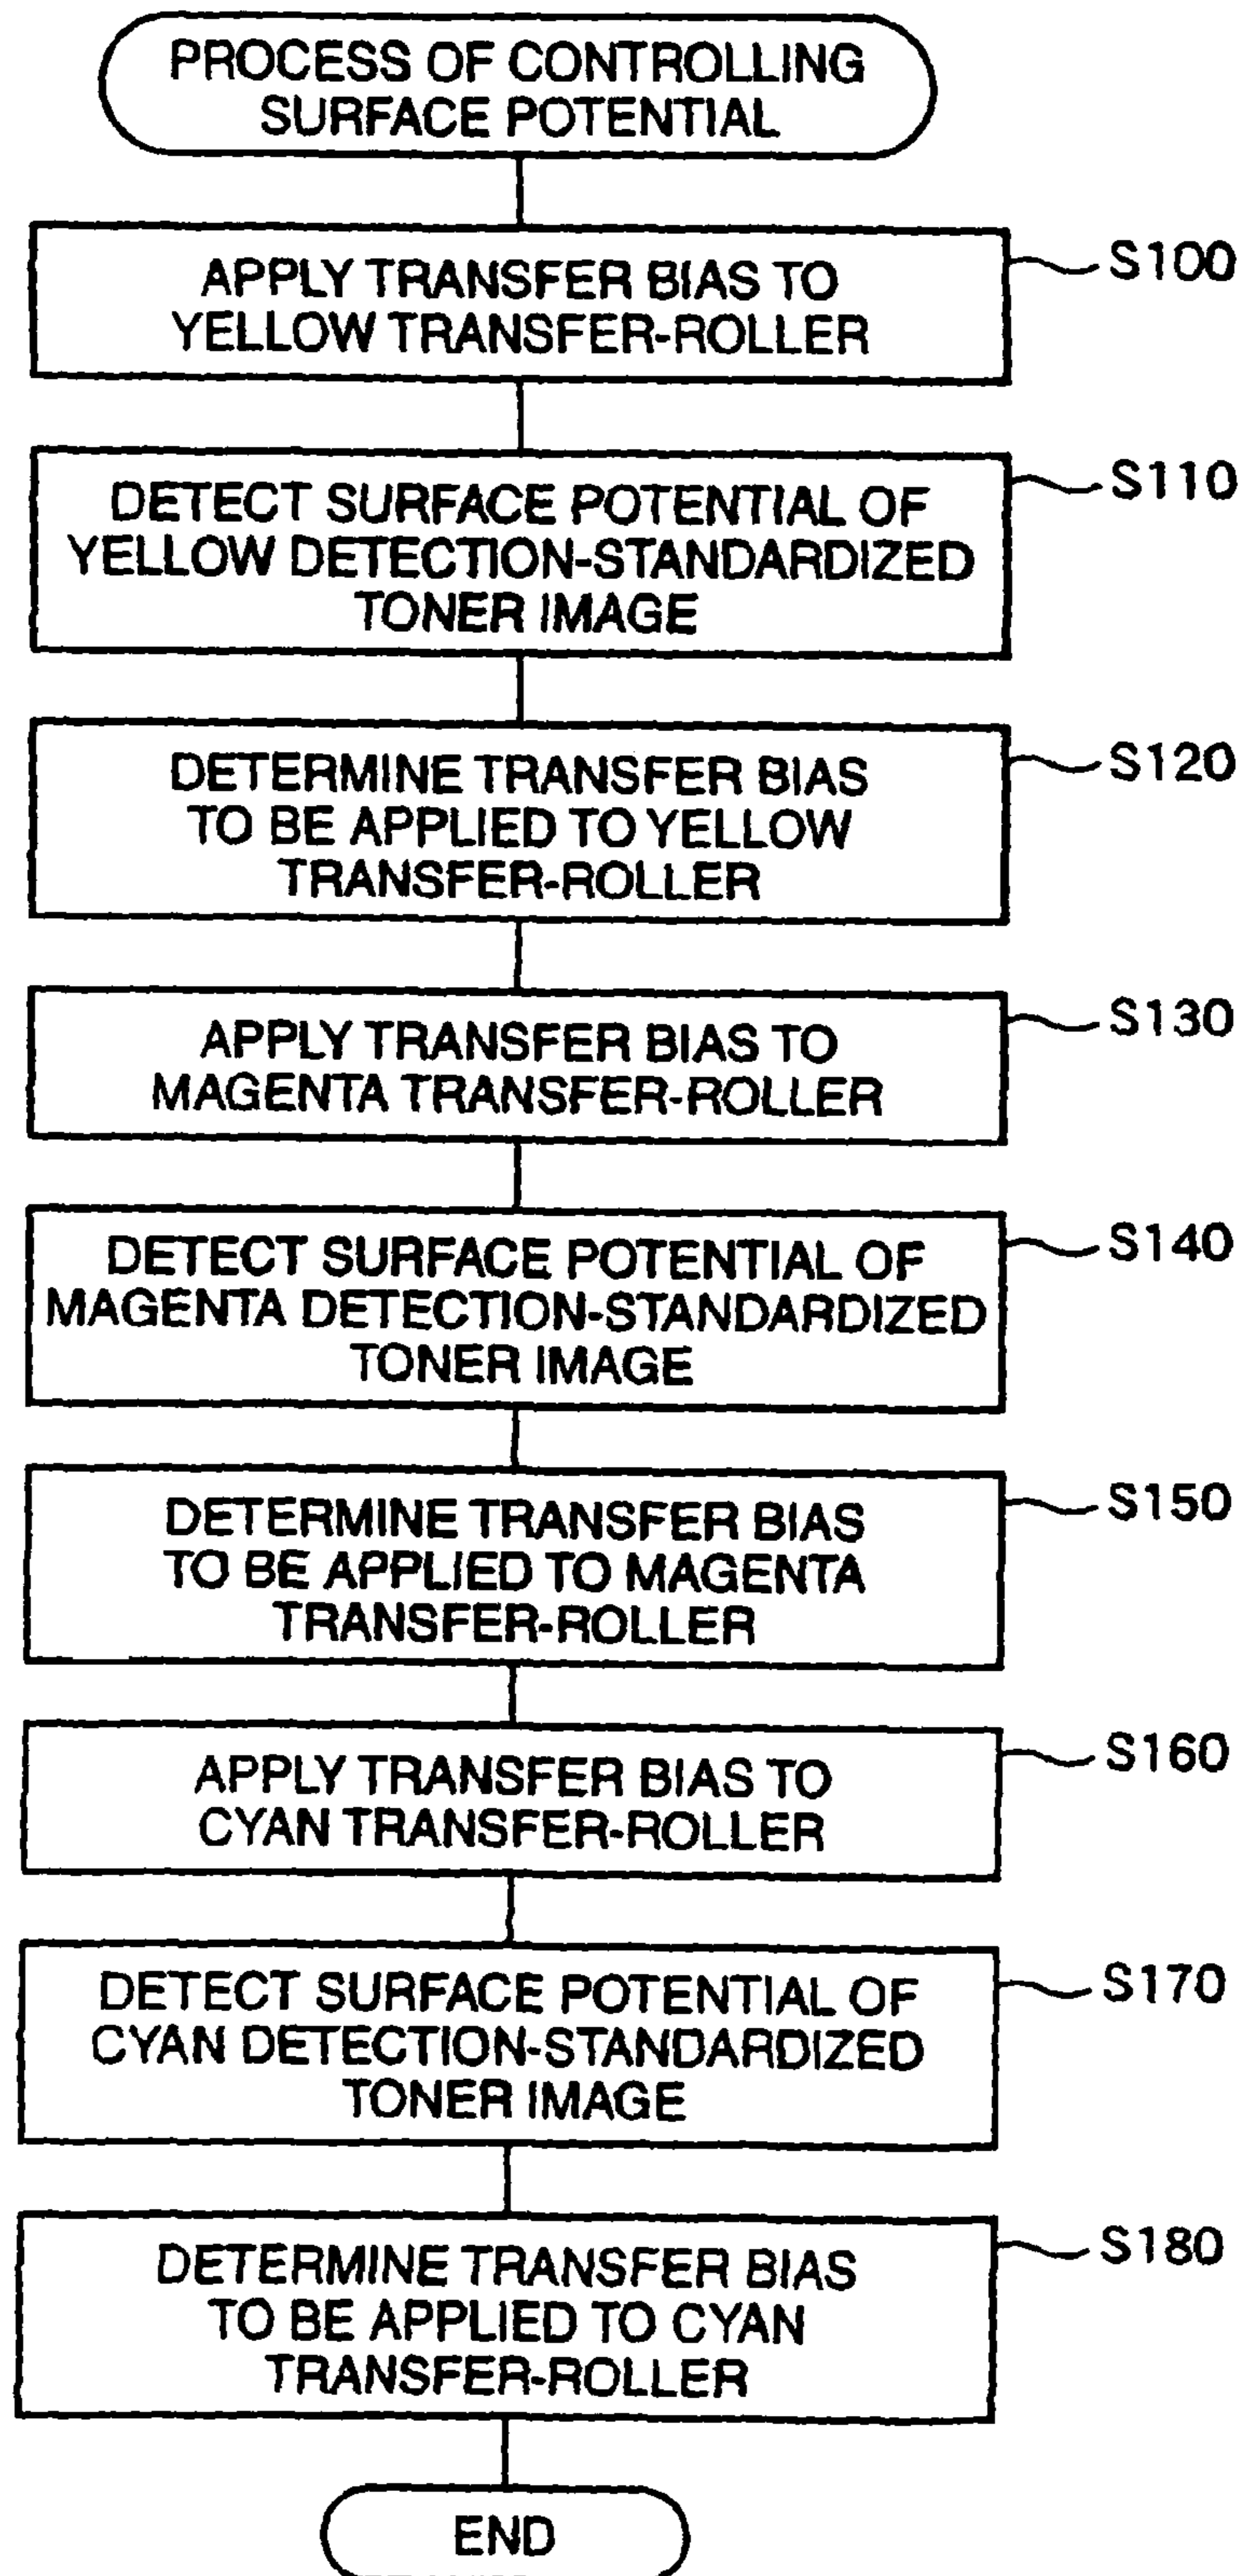 PROCESS OF CONTROLLING
SURFACE POTENTIAL
APPLY TRANSFER BIAS TO
YELLOW TRANSFER-ROLLER
S100
DETECT SURFACE POTENTIAL OF
YELLOW DETECTION-STANDARDIZED
TONER IMAGE
S110
DETERMINE TRANSFER BIAS
TO BE APPLIED TO YELLOW
TRANSFER-ROLLER
S120
APPLY TRANSFER BIAS TO
MAGENTA TRANSFER-ROLLER
S130
DETECT SURFACE POTENTIAL OF
MAGENTA DETECTION-STANDARDIZED
TONER IMAGE
S140
DETERMINE TRANSFER BIAS
TO BE APPLIED TO MAGENTA
TRANSFER-ROLLER
S150
APPLY TRANSFER BIAS TO
CYAN TRANSFER-ROLLER
S160
DETECT SURFACE POTENTIAL OF
CYAN DETECTION-STANDARDIZED
TONER IMAGE
S170
DETERMINE TRANSFER BIAS
TO BE APPLIED TO CYAN
TRANSFER-ROLLER
S180
END